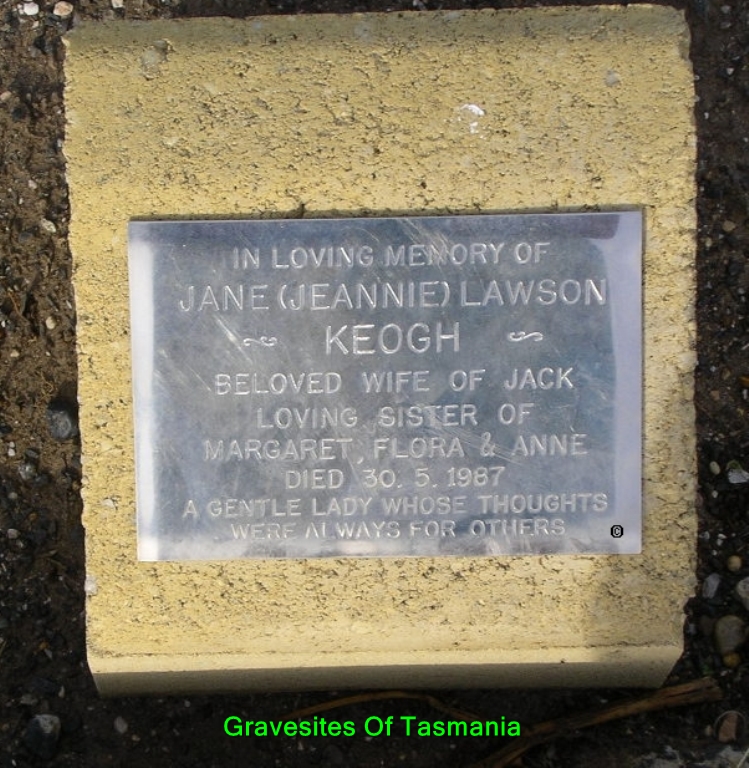 IN LOVING MEMORY OF
JANE (JEANNIE) LAWSON
~ KEOGH ~
BELOVED WIFE OF JACK
LOVING SISTER OF
MARGARET, FLORA & ANNE
DIED 30. 5. 1987
A GENTLE LADY WHOSE THOUGHTS
WERE ALWAYS FOR OTHERS
©
Gravesites Of Tasmania